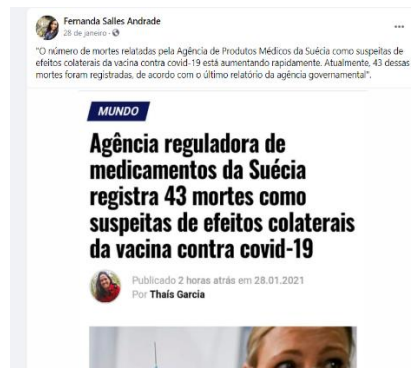 Fernanda Salles Andrade
28 de janeiro ·
"O número de mortes relatadas pela Agência de Produtos Médicos da Suécia como suspeitas de
efeitos colaterais da vacina contra covid-19 está aumentando rapidamente. Atualmente, 43 dessas
mortes foram registradas, de acordo com o último relatório da agência governamental".
MUNDO
Agência reguladora de
medicamentos da Suécia
registra 43 mortes como
suspeitas de efeitos colaterais
da vacina contra covid-19
Publicado 2 horas atrás em 28.01.2021
Por Thaís Garcia